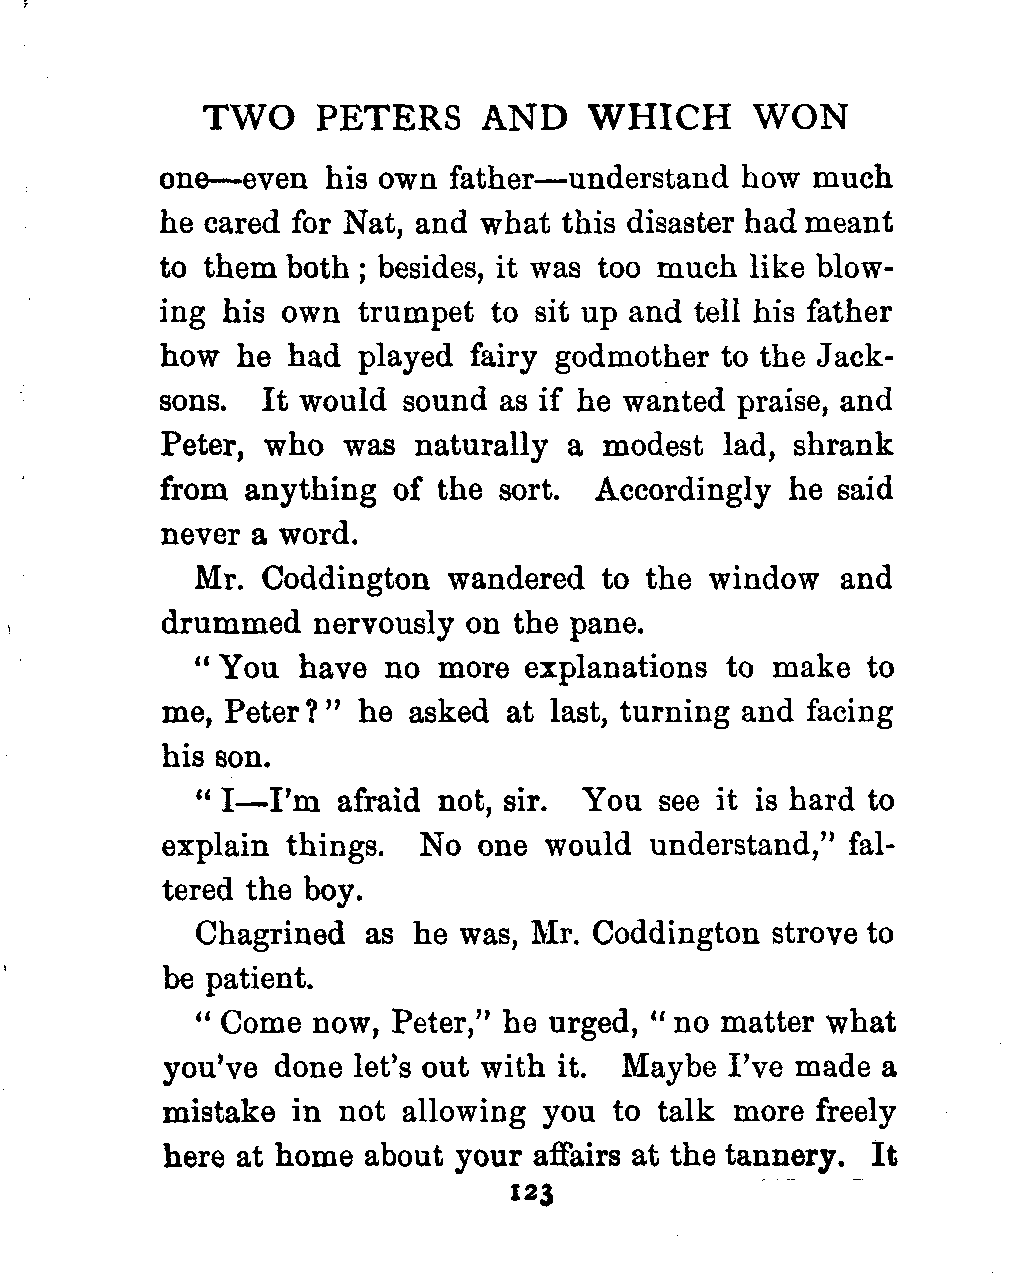 TWO PETERS AND WHICH WON
one—even his own father—understand how much
he cared for Nat, and what this disaster had meant
to them both; besides, it was too much like blow-
ing his own trumpet to sit up and tell his father
how he had played fairy godmother to the Jack-
sons. It would sound as if he wanted praise, and
Peter, who was naturally a modest lad, shrank
from anything of the sort. Accordingly he said
never a word.
Mr. Coddington wandered to the window and
drummed nervously on the pane.
“You have no more explanations to make to
me, Peter?” he asked at last, turning and facing
his son.
“I—I'm afraid not, sir. You see it is hard to
explain things. No one would understand,” fal-
tered the boy.
Chagrined as he was, Mr. Coddington strove to
be patient.
“Come now, Peter,” he urged, “no matter what
you've done let's out with it. Maybe I've made a
mistake in not allowing you to talk more freely
here at home about your affairs at the tannery. It
123